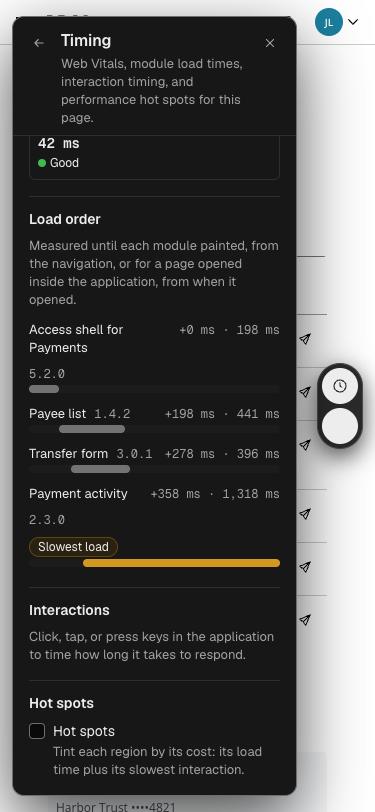 JL
←
Timing
×
Web Vitals, module load times,
interaction timing, and
performance hot spots for this
page.
42 ms
Good
Load order
Measured until each module painted, from
the navigation, or for a page opened
inside the application, from when it
opened.
Access shell for +0 ms · 198 ms
Payments
5.2.0
Payee list 1.4.2 +198 ms · 441 ms
Transfer form 3.0.1 +278 ms · 396 ms
Payment activity +358 ms · 1,318 ms
2.3.0
Slowest load
Interactions
Click, tap, or press keys in the application
to time how long it takes to respond.
Hot spots
Hot spots
Tint each region by its cost: its load
time plus its slowest interaction.
Harbor Trust ••••4821